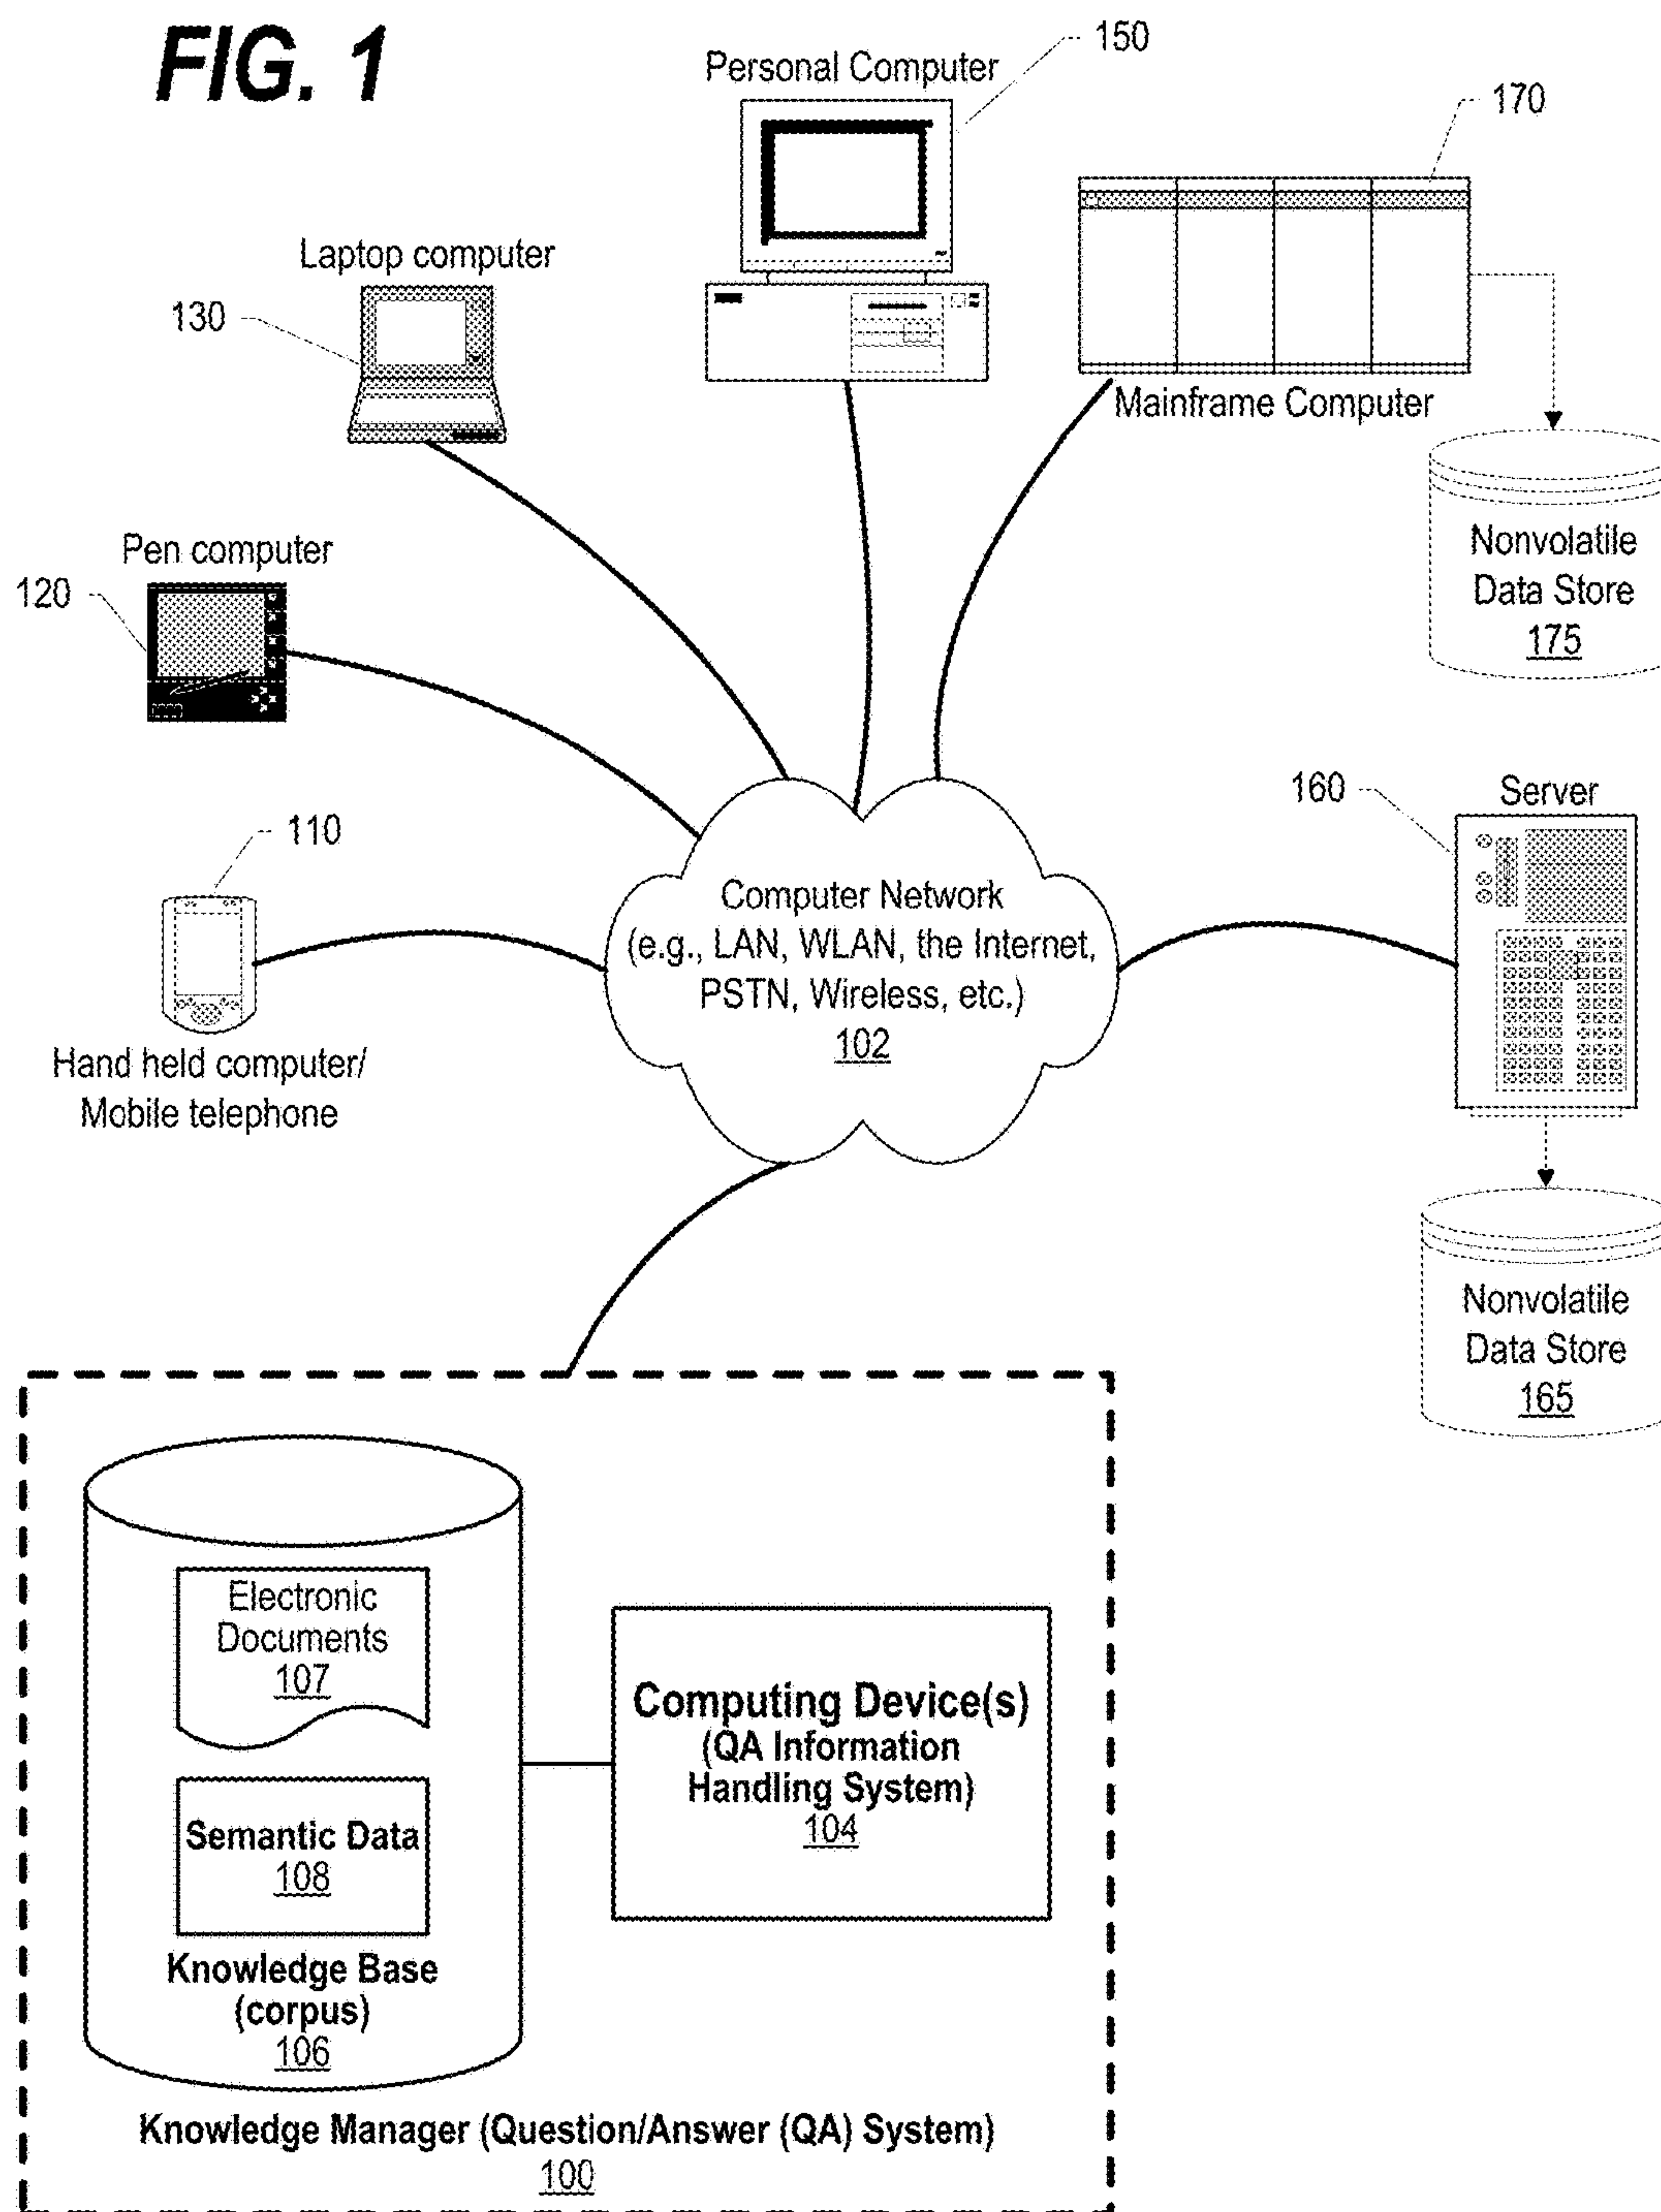 FIG. 1
150
Personal Computer
170
Laptop computer
130
Mainframe Computer
Pen computer
120
Nonvolatile
Data Store
175
110
160
Server
Computer Network
(e.g., LAN, WLAN, the Internet,
PSTN, Wireless, etc.)
102
Hand held computer/
Mobile telephone
Nonvolatile
Data Store
165
Electronic
Documents
107
Semantic Data
108
Knowledge Base
(corpus)
106
Computing Device(s)
(QA Information
Handling System)
104
Knowledge Manager (Question/Answer (QA) System)
100